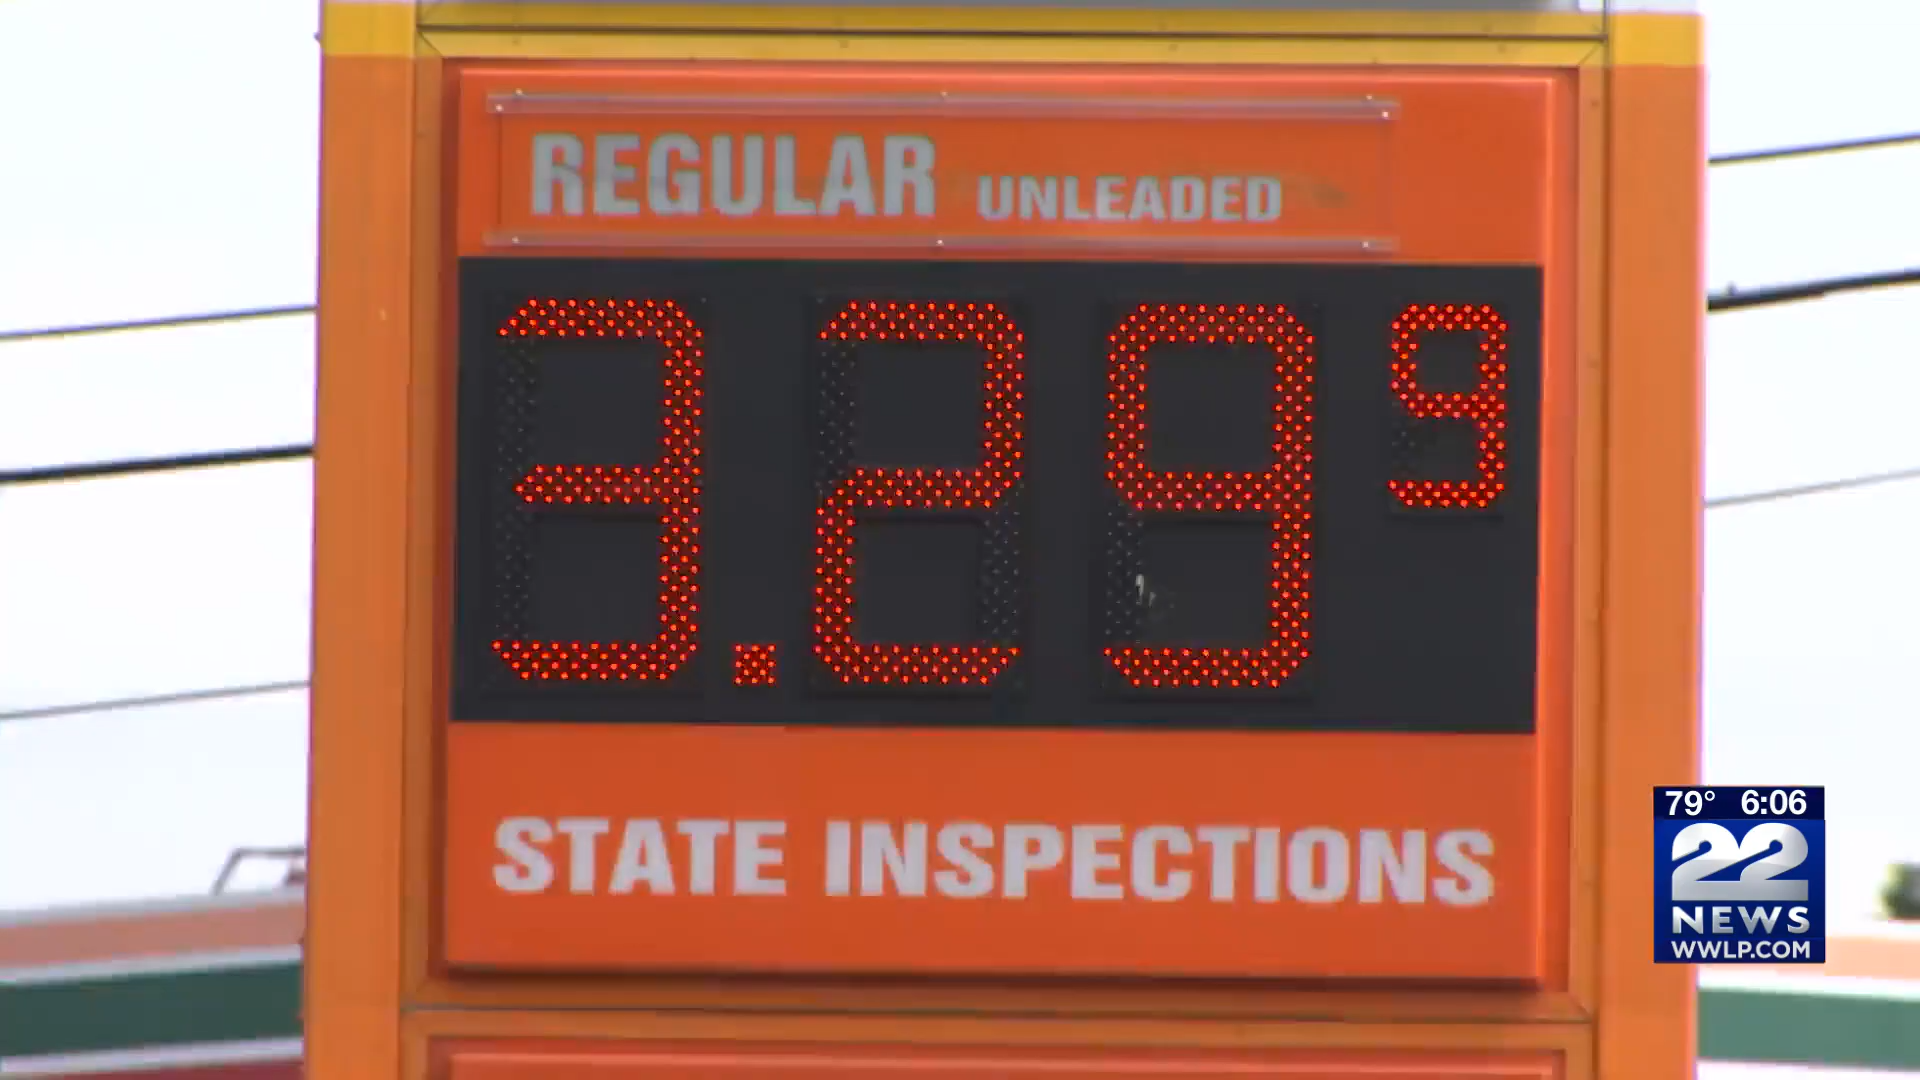 REGULAR UNLEADED
3.29 9
STATE INSPECTIONS
79° 6:06
22
NEWS
WWLP.COM